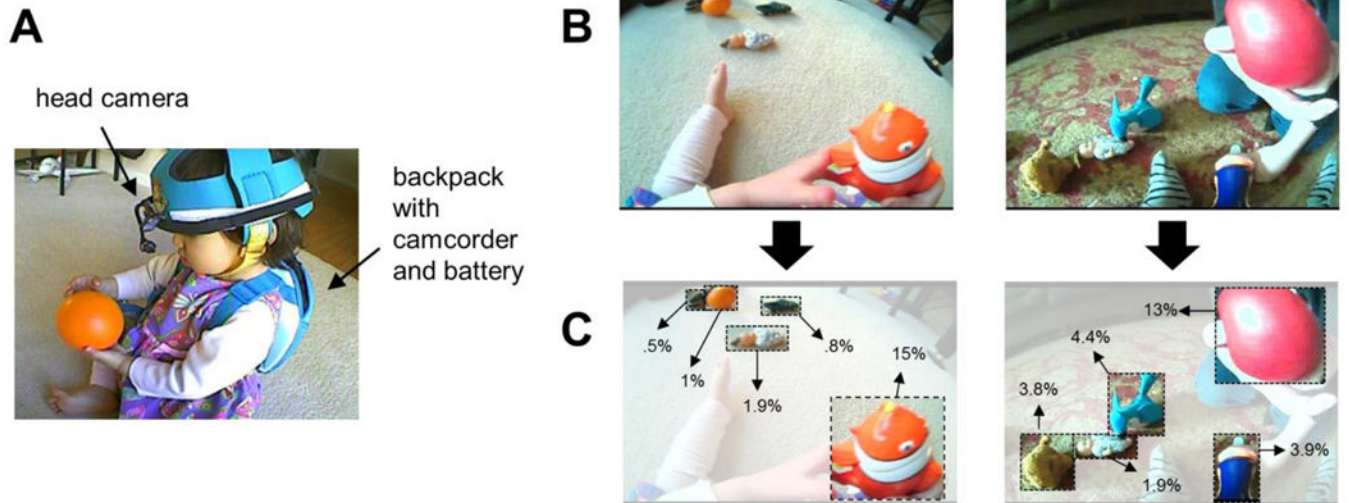 A
head camera
backpack
with
camcorder
and battery
B
C
.5%
1%
1.9%
.8%
15%
13%
4.4%
3.8%
1.9%
3.9%